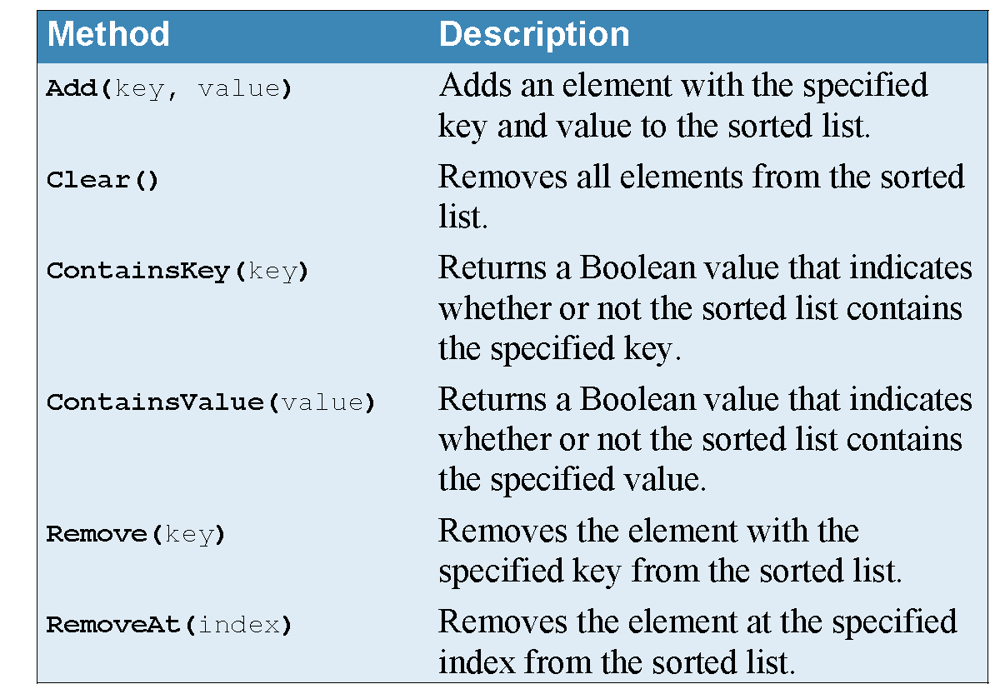 Method Description
Add(key, value) Adds an element with the specified
key and value to the sorted list.
Clear() Removes all elements from the sorted
list.
ContainsKey(key) Returns a Boolean value that indicates
whether or not the sorted list contains
the specified key.
ContainsValue(value) Returns a Boolean value that indicates
whether or not the sorted list contains
the specified value.
Remove(key) Removes the element with the
specified key from the sorted list.
RemoveAt(index) Removes the element at the specified
index from the sorted list.